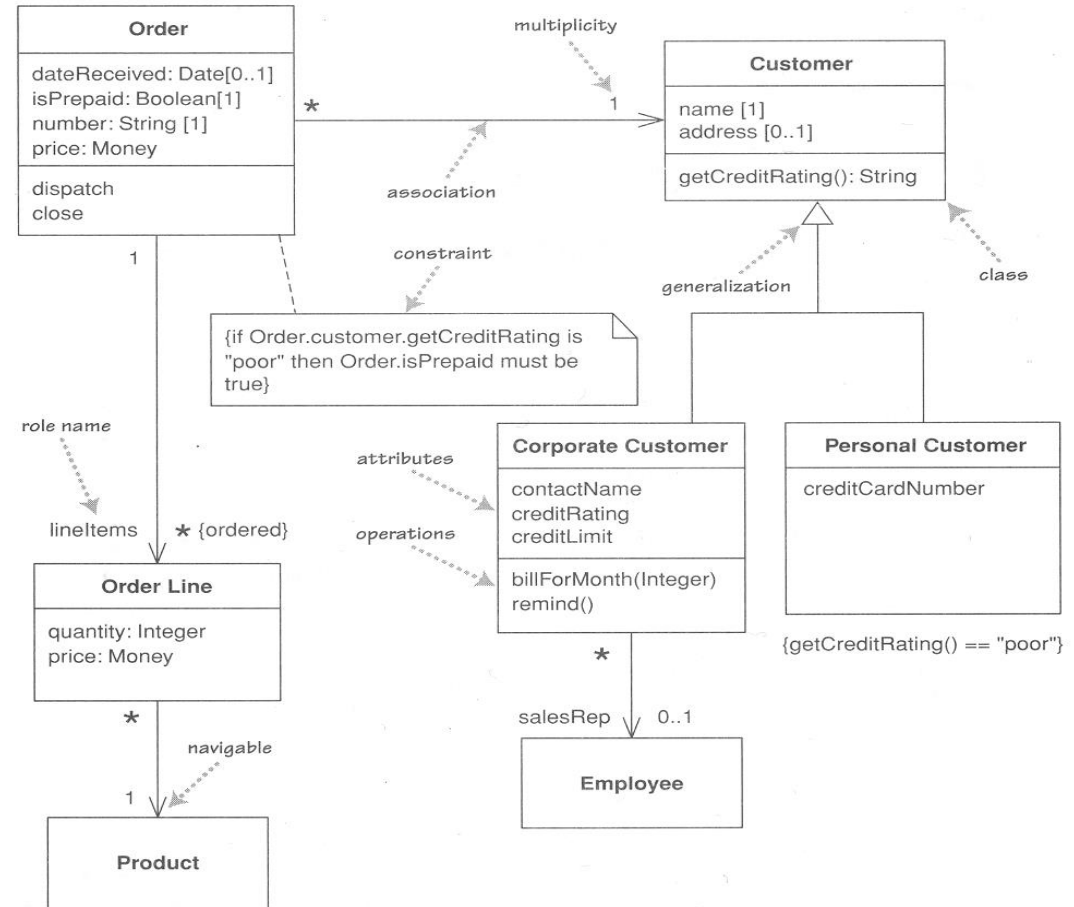 Order
dateReceived: Date[0..1]
isPrepaid: Boolean[1]
number: String [1]
price: Money
dispatch
close
multiplicity
*
1
association
Customer
name [1]
address [0..1]
getCreditRating(): String
class
generalization
1
constraint
{if Order.customer.getCreditRating is
"poor" then Order.isPrepaid must be
true}
role name
lineItems
* {ordered}
Order Line
quantity: Integer
price: Money
*
navigable
1
Product
attributes
operations
Corporate Customer
contactName
creditRating
creditLimit
billForMonth(Integer)
remind()
*
salesRep
0..1
Employee
Personal Customer
creditCardNumber
{getCreditRating() == "poor"}